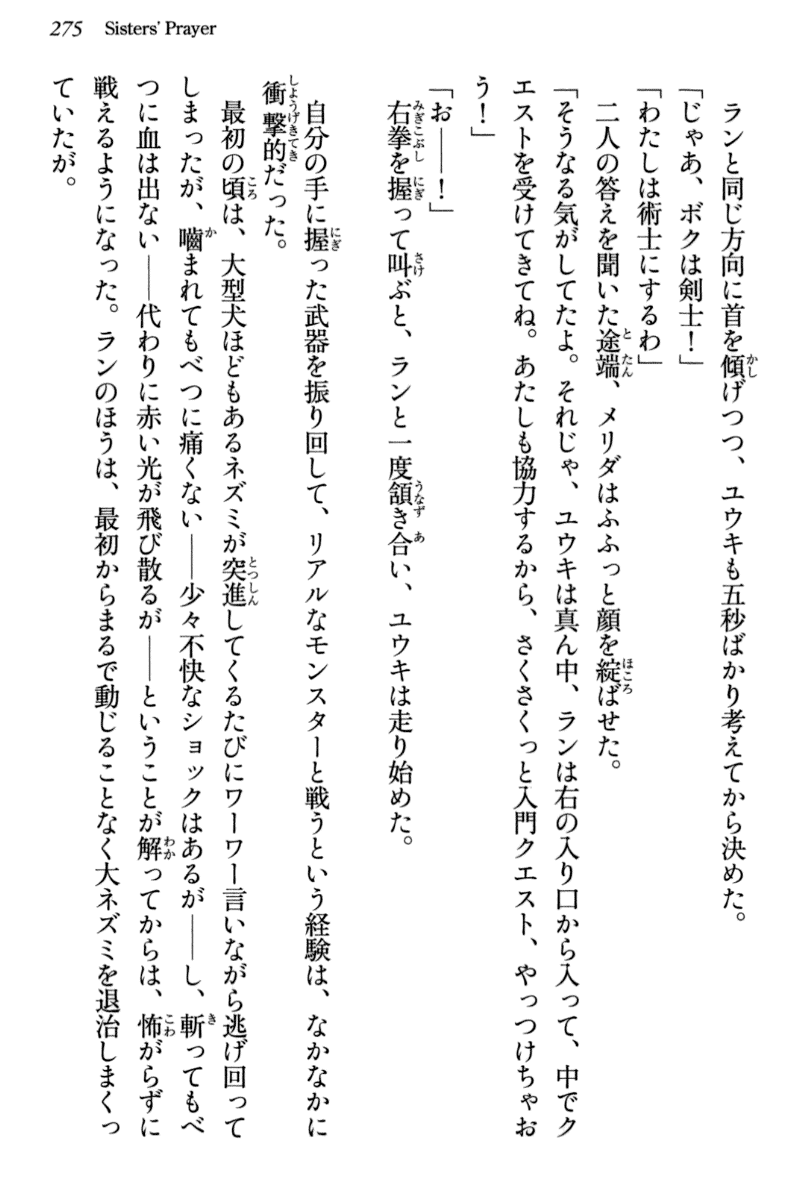 275 Sisters' Prayer
ランと同じ方向に首を傾げつつ、ユウキも五秒ばかり考えてから決めた。
「じゃあ、ボクは剣士！」
「わたしは術士にするわ」
二人の答えを聞いた途端、メリダはふふっと顔を綻ばせた。
「そうなる気がしてたよ。それじゃ、ユウキは真ん中、ランは右の入り口から入って、中でク
エストを受けてきてね。あたしも協力するから、さくさくっと入門クエスト、やっつけちゃお
う！」
「お――！」
右拳を握って叫ぶと、ランと一度頷き合い、ユウキは走り始めた。
自分の手に握った武器を振り回して、リアルなモンスターと戦うという経験は、なかなかに
衝撃的だった。
最初の頃は、大型犬ほどもあるネズミが突進してくるたびにワーワー言いながら逃げ回って
しまったが、嚙まれてもべつに痛くない――少々不快なショックはあるが――し、斬ってもべ
つに血は出ない――代わりに赤い光が飛び散るが――ということが解ってからは、怖がらずに
戦えるようになった。ランのほうは、最初からまるで動じることなく大ネズミを退治しまくっ
ていたが。